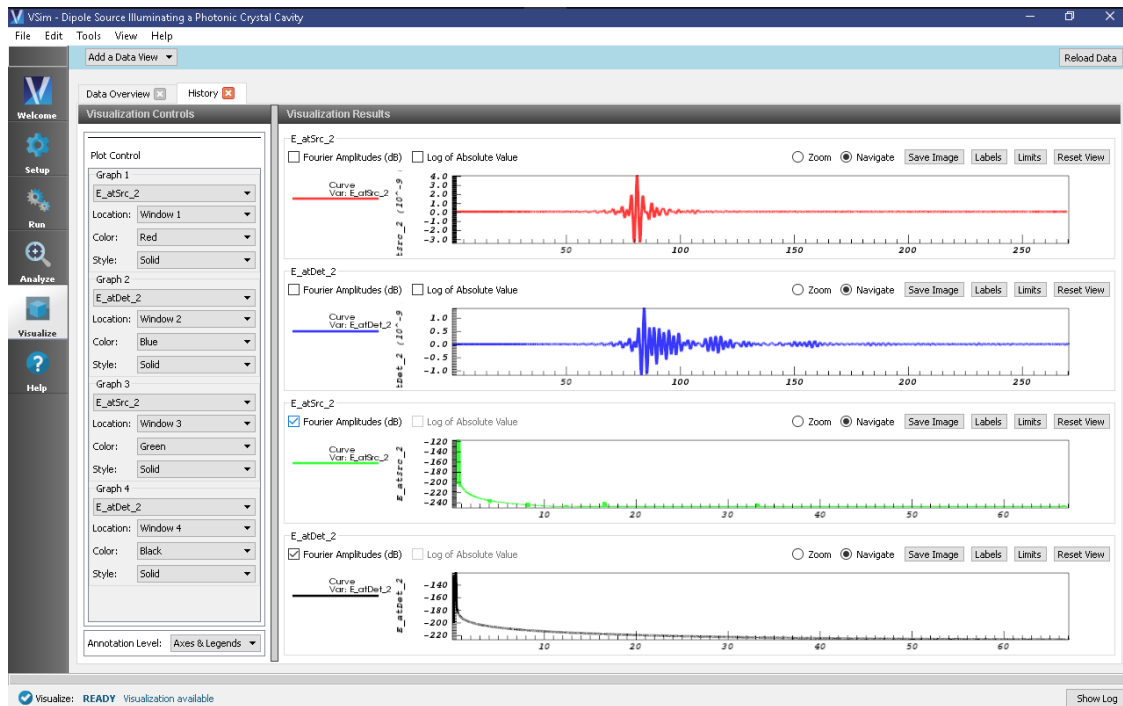 VSim - Dipole Source Illuminating a Photonic Crystal Cavity
File Edit Tools View Help
Add a Data View
Reload Data
Welcome
Setup
Run
Analyze
Visualize
Help
Data Overview
History
Visualization Controls
Plot Control
Graph 1
E_atSrc_2
Location: Window 1
Color: Red
Style: Solid
Graph 2
E_atDet_2
Location: Window 2
Color: Blue
Style: Solid
Graph 3
E_atSrc_2
Location: Window 3
Color: Green
Style: Solid
Graph 4
E_atDet_2
Location: Window 4
Color: Black
Style: Solid
Annotation Level: Axes & Legends
Visualization Results
E_atSrc_2
Fourier Amplitudes (dB) Log of Absolute Value Zoom Navigate Save Image Labels Limits Reset View
Curve
Var: E_atSrc_2
4.0
3.0
2.0
1.0
0.0
-1.0
-2.0
-3.0
50 100 150 200 250
E_atDet_2
Fourier Amplitudes (dB) Log of Absolute Value Zoom Navigate Save Image Labels Limits Reset View
Curve
Var: E_atDet_2
1.0
0.5
0.0
-0.5
-1.0
50 100 150 200 250
E_atSrc_2
Fourier Amplitudes (dB) Log of Absolute Value Zoom Navigate Save Image Labels Limits Reset View
Curve
Var: E_atSrc_2
E_atSrc_2
-120
-140
-160
-180
-200
-220
-240
10 20 30 40 50 60
E_atDet_2
Fourier Amplitudes (dB) Log of Absolute Value Zoom Navigate Save Image Labels Limits Reset View
Curve
Var: E_atDet_2
E_atDet_2
-140
-160
-180
-200
-220
10 20 30 40 50 60
Visualize: READY Visualization available
Show Log